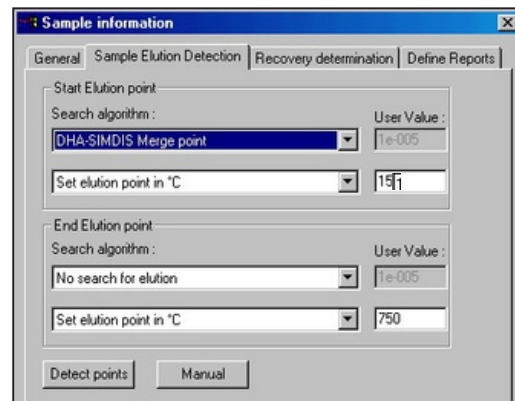 Sample information
General Sample Elution Detection Recovery determination Define Reports
Start Elution point
Search algorithm :
User Value :
DHA-SIMDIS Merge point
1e-005
Set elution point in °C
End Elution point
Search algorithm :
User Value :
No search for elution
1e-005
Set elution point in °C
750
Detect points
Manual